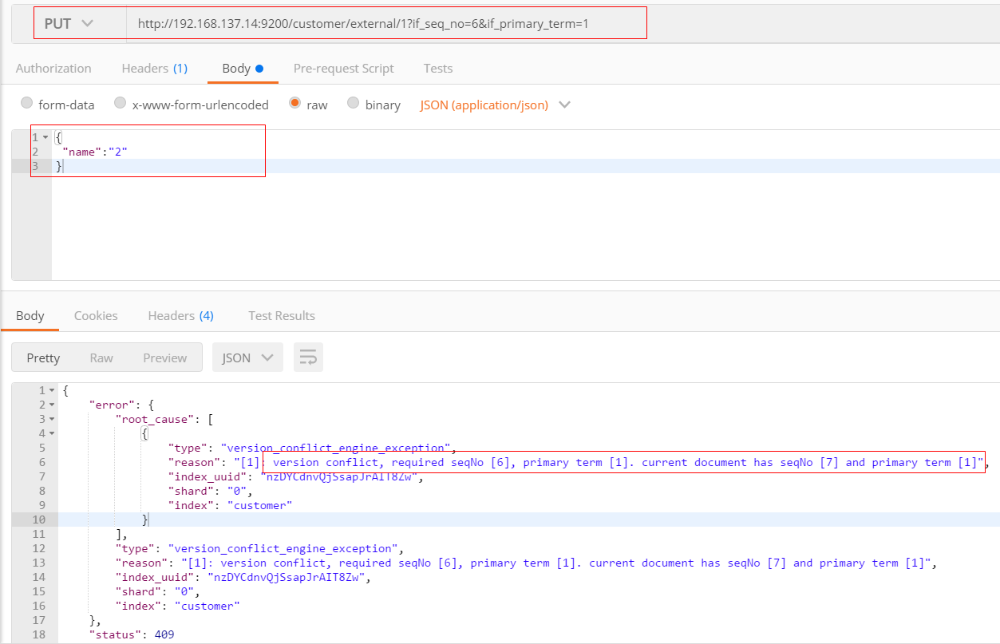 PUT http://192.168.137.14:9200/customer/external/1?if_seq_no=6&if_primary_term=1
Authorization Headers (1) Body Pre-request Script Tests
form-data x-www-form-urlencoded raw binary JSON (application/json)
1 {
2 "name":"2"
3 }
Body Cookies Headers (4) Test Results
Pretty Raw Preview JSON
1 {
2 "error": {
3 "root_cause": [
4 {
5 "type": "version_conflict_engine_exception",
6 "reason": "[1]: version conflict, required seqNo [6], primary term [1]. current document has seqNo [7] and primary term [1]",
7 "index_uuid": "nzDYCdnvQjSsapJrAIT8Zw",
8 "shard": "0",
9 "index": "customer"
10 }
11 ],
12 "type": "version_conflict_engine_exception",
13 "reason": "[1]: version conflict, required seqNo [6], primary term [1]. current document has seqNo [7] and primary term [1]",
14 "index_uuid": "nzDYCdnvQjSsapJrAIT8Zw",
15 "shard": "0",
16 "index": "customer"
17 },
18 "status": 409